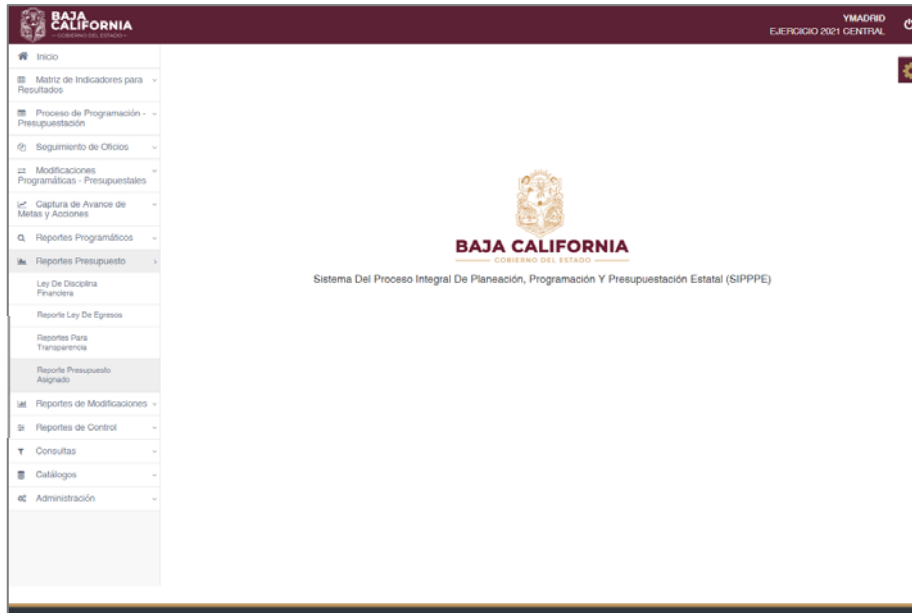 BAJA
CALIFORNIA
GOBIERNO DEL ESTADO
YMADRID
EJERCICIO 2021 CENTRAL
Inicio
Matriz de Indicadores para
Resultados
Proceso de Programación -
Presupuestación
Seguimiento de Oficios
Modificaciones
Programáticas - Presupuestales
Captura de Avance de
Metas y Acciones
Reportes Programáticos
Reportes Presupuesto
Ley De Disciplina
Financiera
Reporte Ley De Egresos
Reportes Para
Transparencia
Reporte Presupuesto
Asignado
Reportes de Modificaciones
Reportes de Control
Consultas
Catálogos
Administración
BAJA CALIFORNIA
GOBIERNO DEL ESTADO
Sistema Del Proceso Integral De Planeación, Programación Y Presupuestación Estatal (SIPPPE)